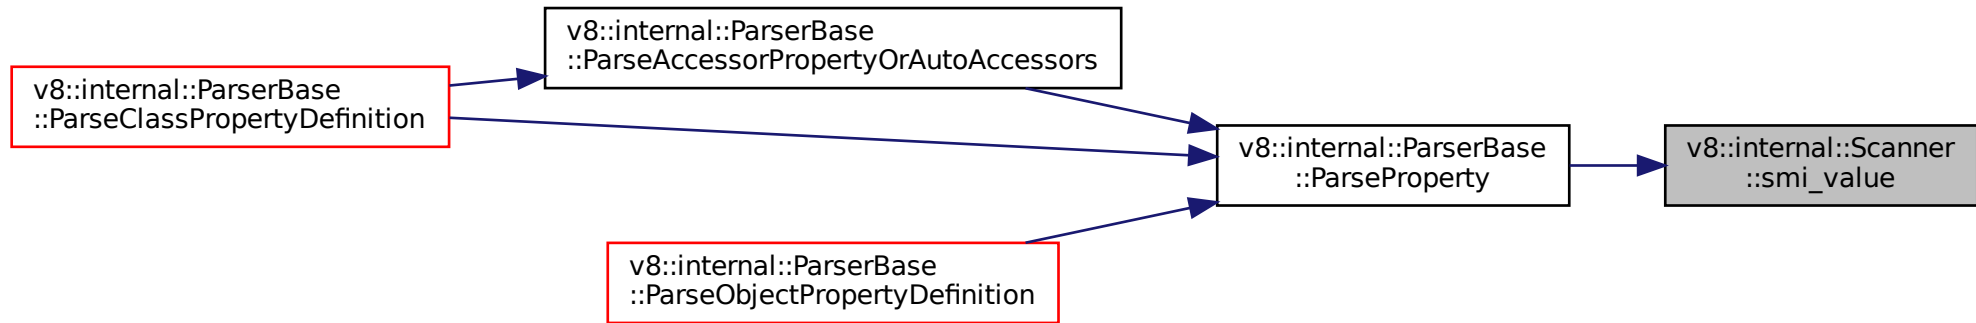 v8::internal::ParserBase
::ParseClassPropertyDefinition
v8::internal::ParserBase
::ParseAccessorPropertyOrAutoAccessors
v8::internal::ParserBase
::ParseObjectPropertyDefinition
v8::internal::ParserBase
::ParseProperty
v8::internal::Scanner
::smi_value